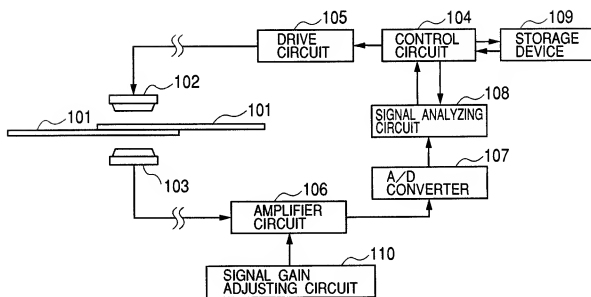 105
DRIVE
CIRCUIT
104
CONTROL
CIRCUIT
109
STORAGE
DEVICE
102
101
101
108
SIGNAL ANALYZING
CIRCUIT
103
107
A/D
CONVERTER
106
AMPLIFIER
CIRCUIT
110
SIGNAL GAIN
ADJUSTING CIRCUIT